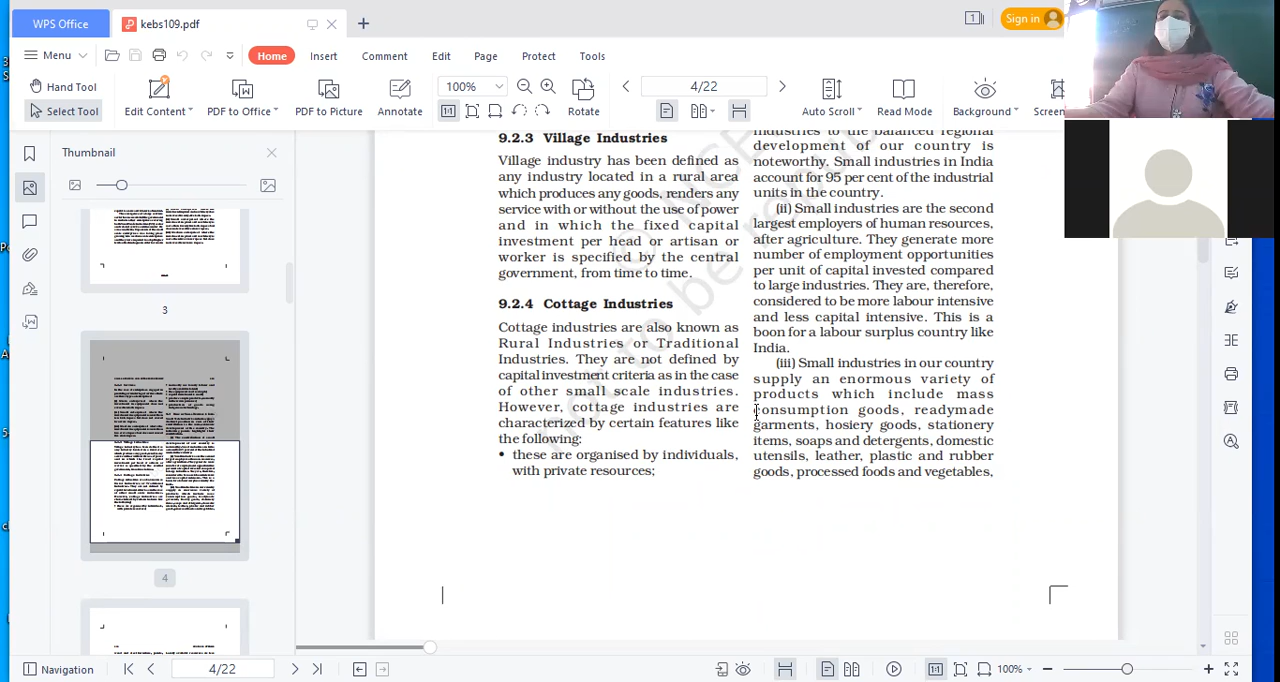 WPS Office
kebs109.pdf
Sign in
Menu
Home
Insert
Comment
Edit
Page
Protect
Tools
Hand Tool
Select Tool
Edit Content
PDF to Office
PDF to Picture
Annotate
100%
Rotate
4/22
Auto Scroll
Read Mode
Background
Screen
Thumbnail
3
4
9.2.3 Village Industries
Village industry has been defined as
any industry located in a rural area
which produces any goods, renders any
service with or without the use of power
and in which the fixed capital
investment per head or artisan or
worker is specified by the central
government, from time to time.
9.2.4 Cottage Industries
Cottage industries are also known as
Rural Industries or Traditional
Industries. They are not defined by
capital investment criteria as in the case
of other small scale industries.
However, cottage industries are
characterized by certain features like
the following:
• these are organised by individuals,
with private resources;
industries to the balanced regional
development of our country is
noteworthy. Small industries in India
account for 95 per cent of the industrial
units in the country.
(ii) Small industries are the second
largest employers of human resources,
after agriculture. They generate more
number of employment opportunities
per unit of capital invested compared
to large industries. They are, therefore,
considered to be more labour intensive
and less capital intensive. This is a
boon for a labour surplus country like
India.
(iii) Small industries in our country
supply an enormous variety of
products which include mass
consumption goods, readymade
garments, hosiery goods, stationery
items, soaps and detergents, domestic
utensils, leather, plastic and rubber
goods, processed foods and vegetables,
Navigation
4/22
100%